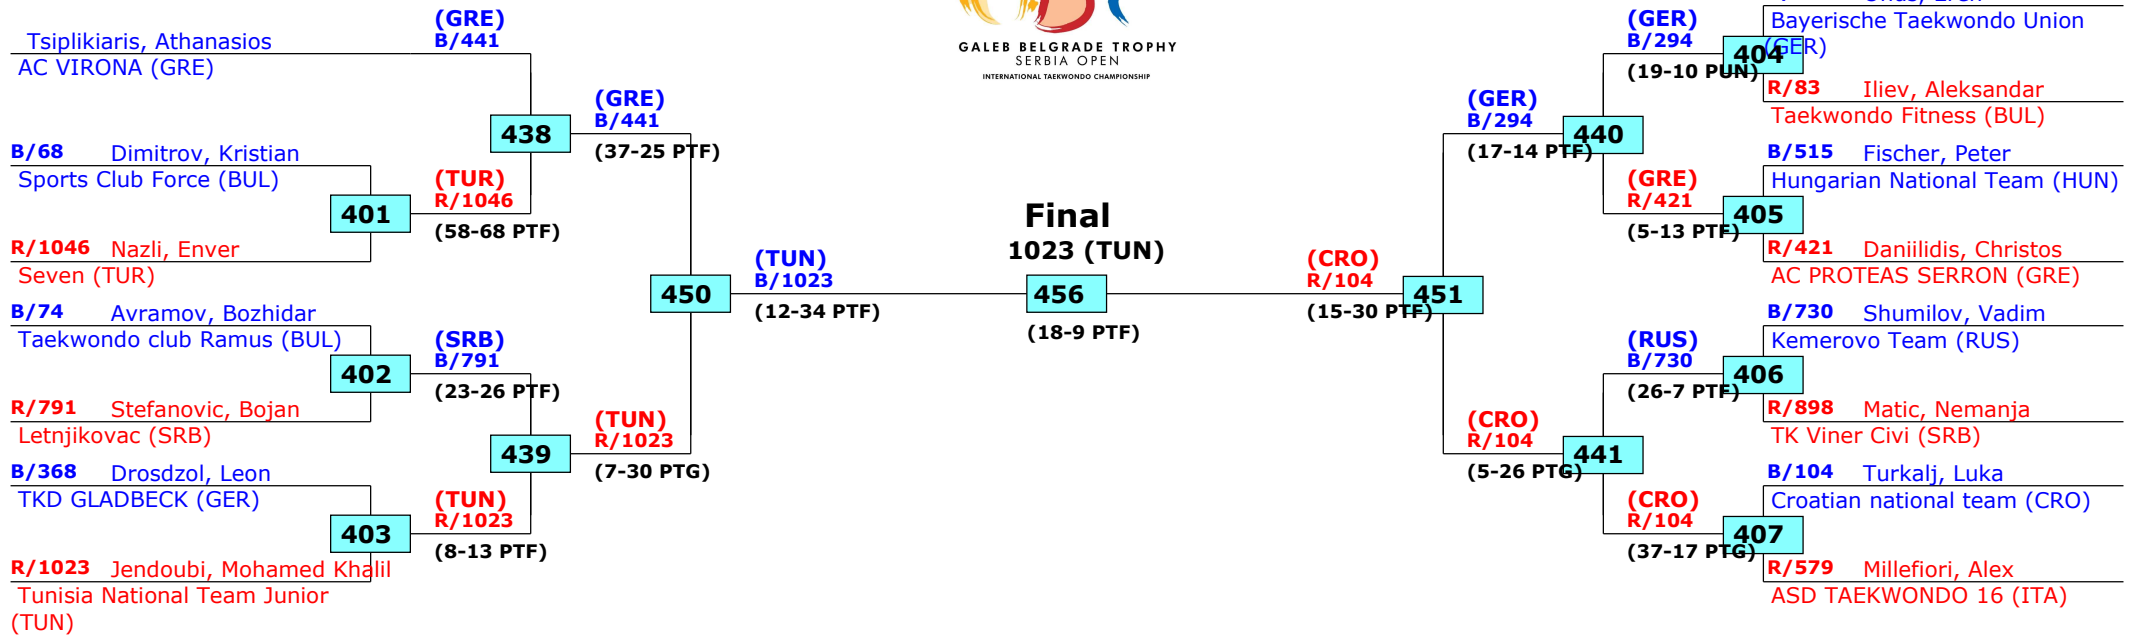 (GRE)
B/441
Tsiplikiaris, Athanasios
AC VIRONA (GRE)
B/68 Dimitrov, Kristian
Sports Club Force (BUL)
401
R/1046 Nazli, Enver
Seven (TUR)
(TUR)
R/1046
(58-68 PTF)
438
(GRE)
B/441
(37-25 PTF)
B/74 Avramov, Bozhidar
Taekwondo club Ramus (BUL)
402
R/791 Stefanovic, Bojan
Letnjikovac (SRB)
(SRB)
B/791
(23-26 PTF)
B/368 Drosdzol, Leon
TKD GLADBECK (GER)
403
R/1023 Jendoubi, Mohamed Khalil
Tunisia National Team Junior
(TUN)
(TUN)
R/1023
(8-13 PTF)
439
(TUN)
R/1023
(7-30 PTG)
450
(TUN)
B/1023
(12-34 PTF)
GALEB BELGRADE TROPHY
SERBIA OPEN
INTERNATIONAL TAEKWONDO CHAMPIONSHIP
Final
1023 (TUN)
456
(18-9 PTF)
(CRO)
R/104
(15-30 PTF)
451
(GER)
B/294
(17-14 PTF)
440
(GER)
B/294
(19-10 PUN)
404
Bayerische Taekwondo Union
(GER)
R/83 Iliev, Aleksandar
Taekwondo Fitness (BUL)
(GRE)
R/421
(5-13 PTF)
405
B/515 Fischer, Peter
Hungarian National Team (HUN)
R/421 Daniilidis, Christos
AC PROTEAS SERRON (GRE)
(CRO)
R/104
(5-26 PTG)
441
(RUS)
B/730
(26-7 PTF)
406
B/730 Shumilov, Vadim
Kemerovo Team (RUS)
R/898 Matic, Nemanja
TK Viner Civi (SRB)
(CRO)
R/104
(37-17 PTG)
407
B/104 Turkalj, Luka
Croatian national team (CRO)
R/579 Millefiori, Alex
ASD TAEKWONDO 16 (ITA)